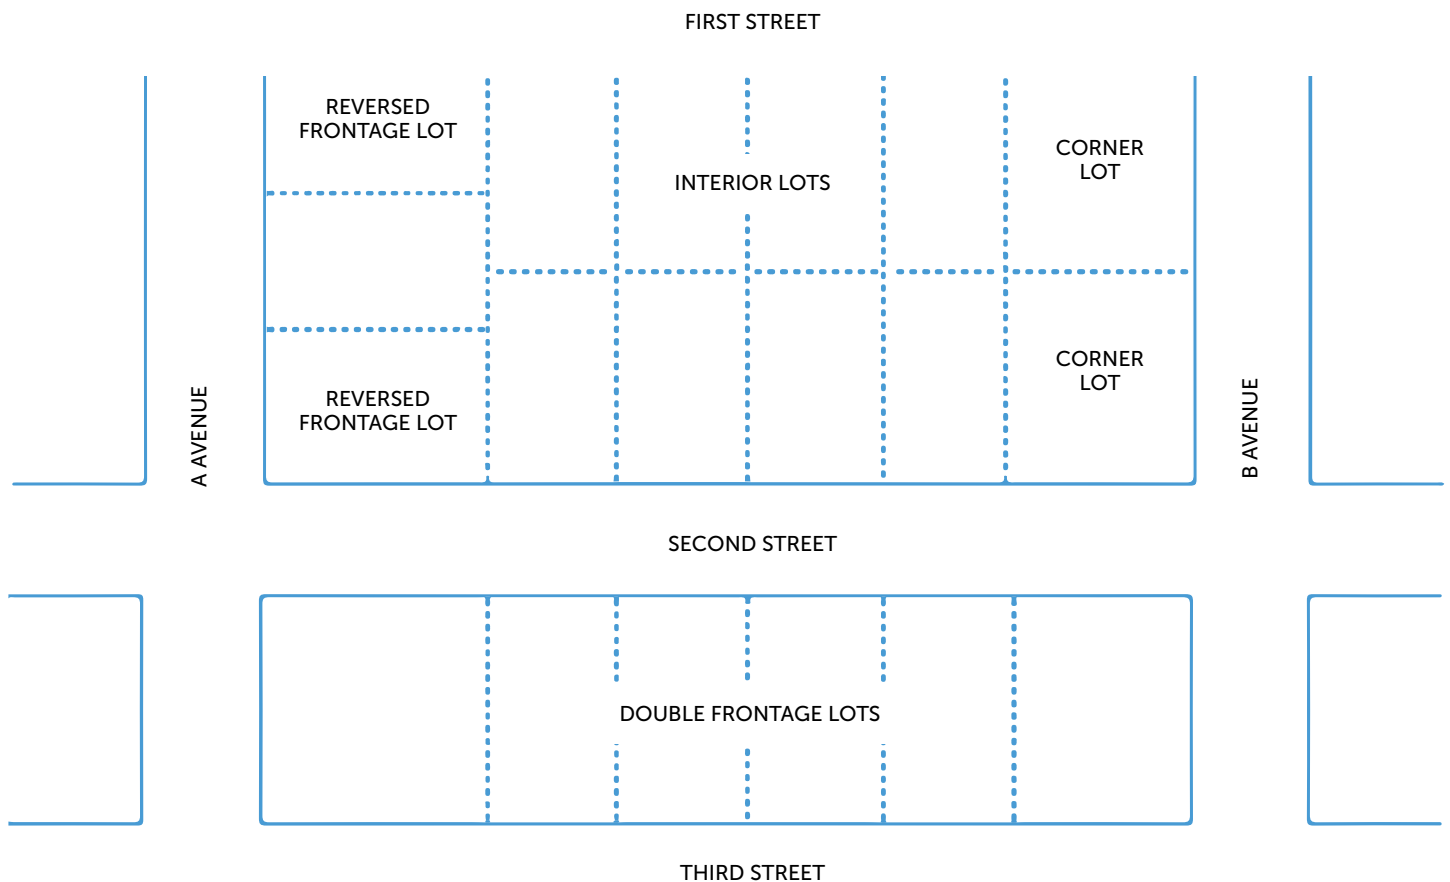 FIRST STREET
REVERSED
FRONTAGE LOT
INTERIOR LOTS
CORNER
LOT
REVERSED
FRONTAGE LOT
CORNER
LOT
A AVENUE
B AVENUE
SECOND STREET
DOUBLE FRONTAGE LOTS
THIRD STREET